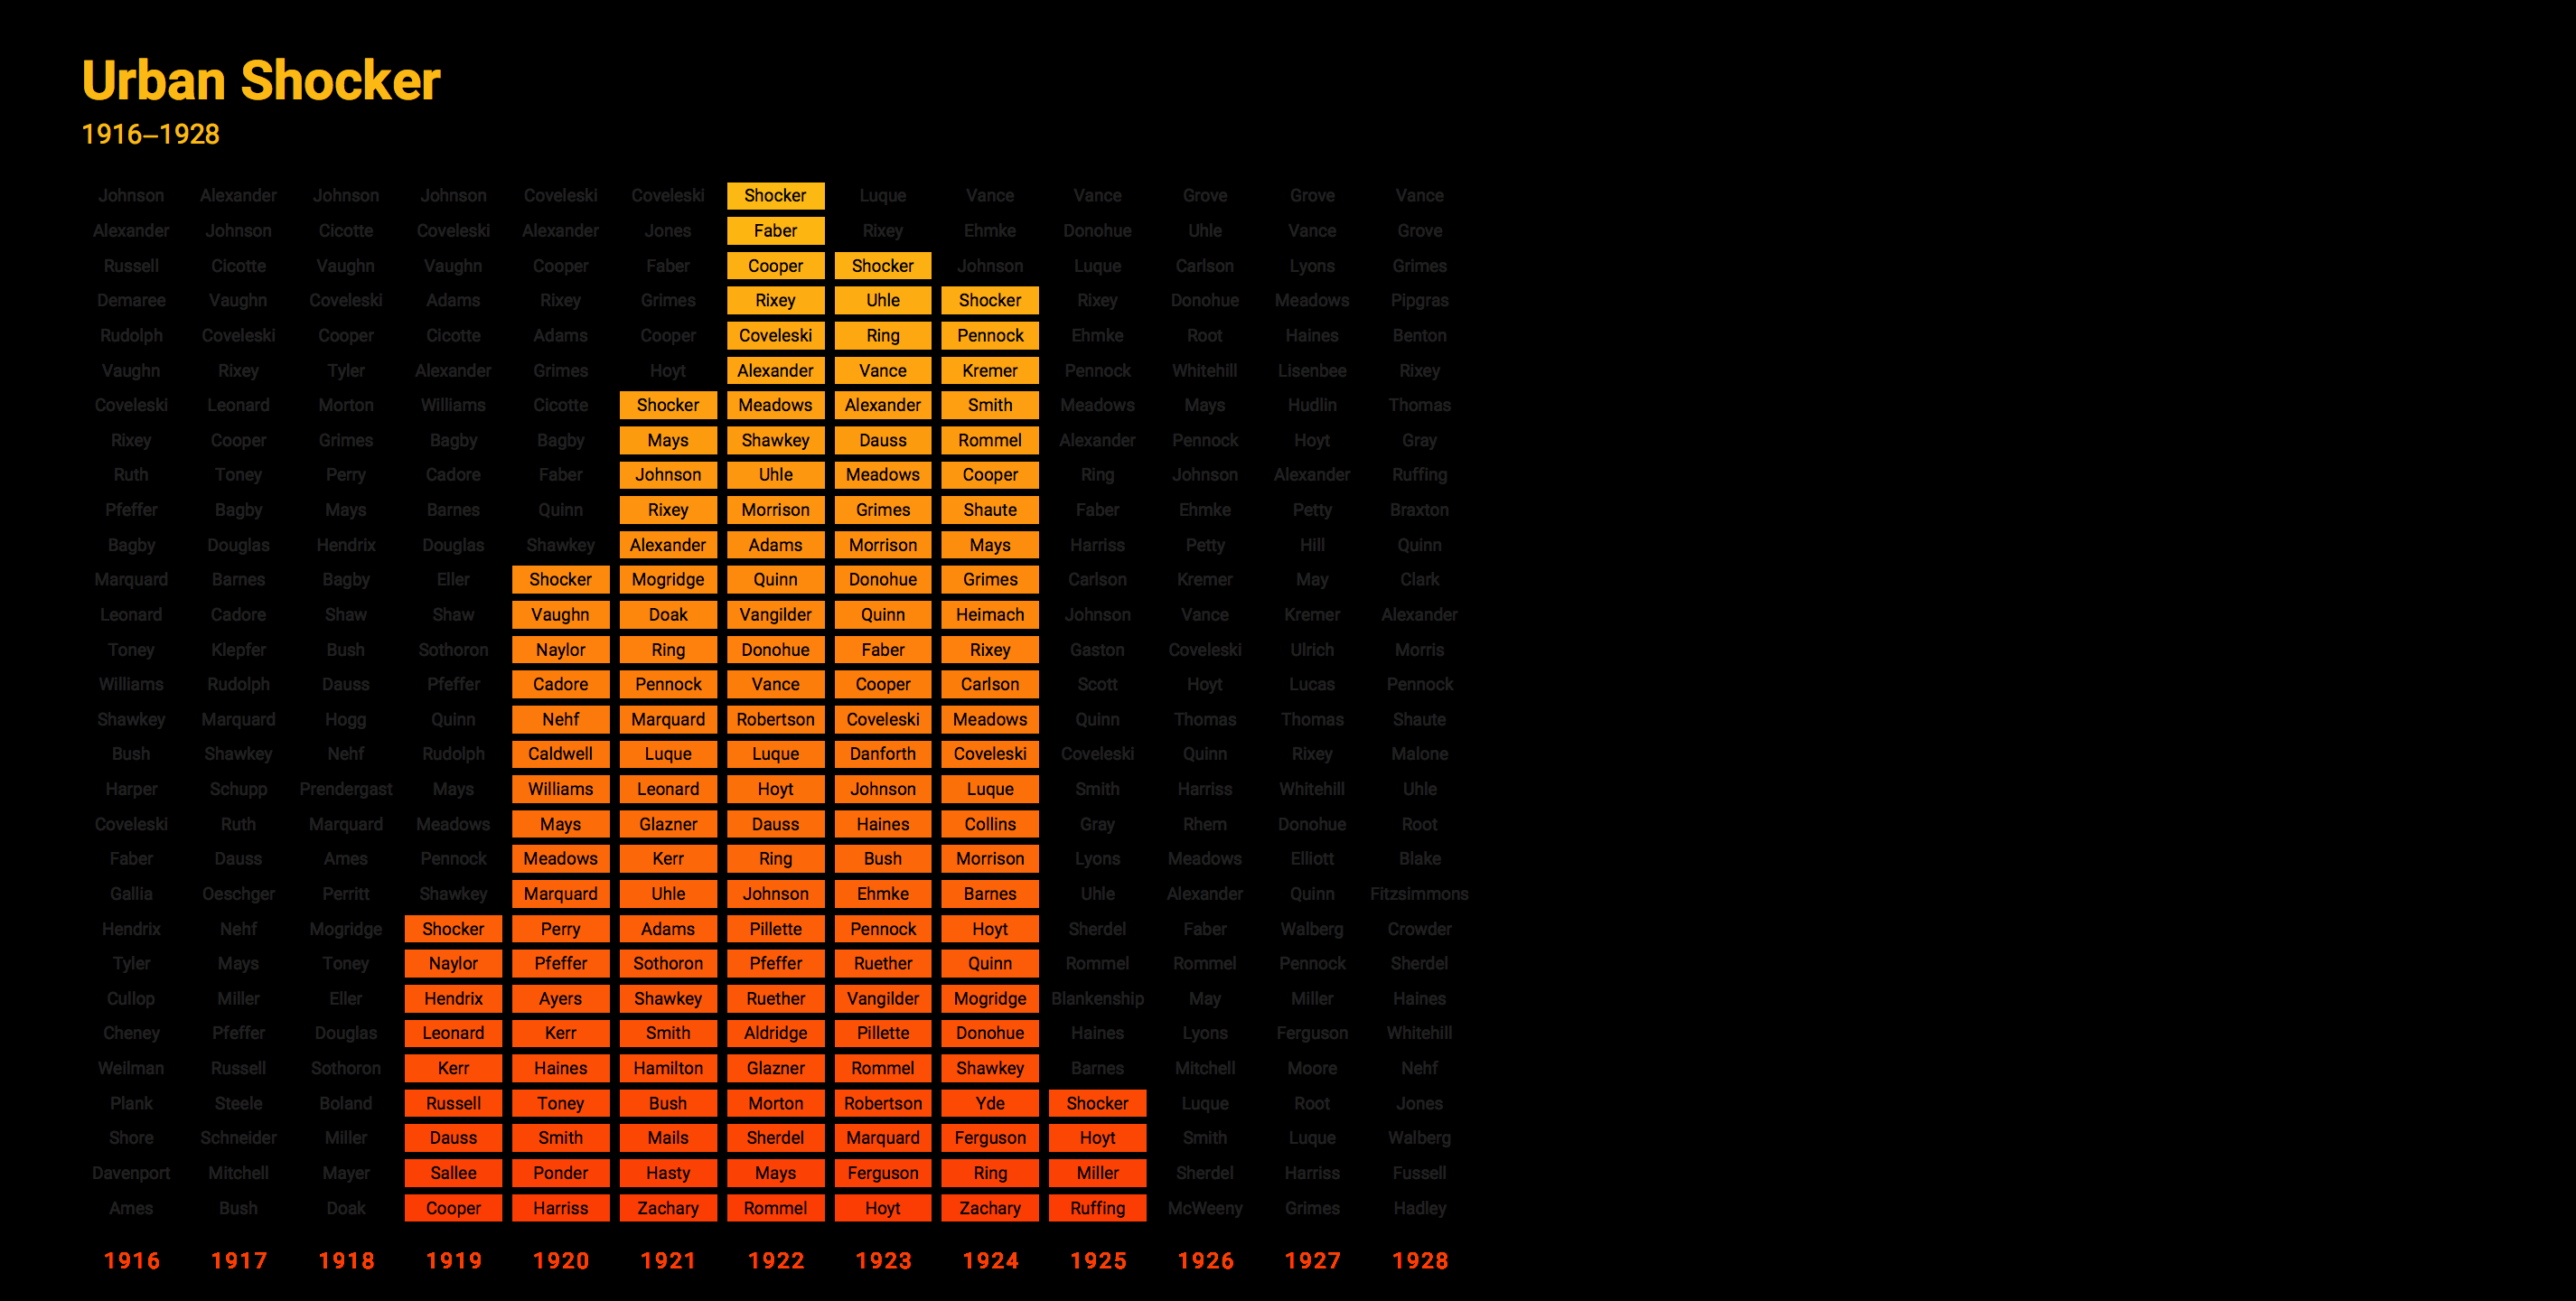 Urban Shocker
1916–1928
Johnson Alexander Johnson Johnson Coveleski Coveleski Shocker Luque Vance Vance Grove Grove Vance
Alexander Johnson Cicotte Coveleski Alexander Jones Faber Rixey Ehmke Donohue Uhle Vance Grove
Russell Cicotte Vaughn Vaughn Cooper Faber Cooper Shocker Johnson Luque Carlson Lyons Grimes
Demaree Vaughn Coveleski Adams Rixey Grimes Rixey Uhle Shocker Rixey Donohue Meadows Pipgras
Rudolph Coveleski Cooper Cicotte Adams Cooper Coveleski Ring Pennock Ehmke Root Haines Benton
Vaughn Rixey Tyler Alexander Grimes Hoyt Alexander Vance Kremer Pennock Whitehill Lisenbee Rixey
Coveleski Leonard Morton Williams Cicotte Shocker Meadows Alexander Smith Meadows Mays Hudlin Thomas
Rixey Cooper Grimes Bagby Bagby Mays Shawkey Dauss Rommel Alexander Pennock Hoyt Gray
Ruth Toney Perry Cadore Faber Johnson Uhle Meadows Cooper Ring Johnson Alexander Ruffing
Pfeffer Bagby Mays Barnes Quinn Rixey Morrison Grimes Shaute Faber Ehmke Petty Braxton
Bagby Douglas Hendrix Douglas Shawkey Alexander Adams Morrison Mays Harriss Petty Hill Quinn
Marquard Barnes Bagby Eller Shocker Mogridge Quinn Donohue Grimes Carlson Kremer May Clark
Leonard Cadore Shaw Shaw Vaughn Doak Vangilder Quinn Heimach Johnson Vance Kremer Alexander
Toney Klepfer Bush Sothoron Naylor Ring Donohue Faber Rixey Gaston Coveleski Ulrich Morris
Williams Rudolph Dauss Pfeffer Cadore Pennock Vance Cooper Carlson Scott Hoyt Lucas Pennock
Shawkey Marquard Hogg Quinn Nehf Marquard Robertson Coveleski Meadows Quinn Thomas Thomas Shaute
Bush Shawkey Nehf Rudolph Caldwell Luque Luque Danforth Coveleski Coveleski Quinn Rixey Malone
Harper Schupp Prendergast Mays Williams Leonard Hoyt Johnson Luque Smith Harriss Whitehill Uhle
Coveleski Ruth Marquard Meadows Mays Glazner Dauss Haines Collins Gray Rhem Donohue Root
Faber Dauss Ames Pennock Meadows Kerr Ring Bush Morrison Lyons Meadows Elliott Blake
Gallia Oeschger Perritt Shawkey Marquard Uhle Johnson Ehmke Barnes Uhle Alexander Quinn Fitzsimmons
Hendrix Nehf Mogridge Shocker Perry Adams Pillette Pennock Hoyt Sherdel Faber Walberg Crowder
Tyler Mays Toney Naylor Pfeffer Sothoron Pfeffer Ruether Quinn Rommel Rommel Pennock Sherdel
Cullop Miller Eller Hendrix Ayers Shawkey Ruether Vangilder Mogridge Blankenship May Miller Haines
Cheney Pfeffer Douglas Leonard Kerr Smith Aldridge Pillette Donohue Haines Lyons Ferguson Whitehill
Weilman Russell Sothoron Kerr Haines Hamilton Glazner Rommel Shawkey Barnes Mitchell Moore Nehf
Plank Steele Boland Russell Toney Bush Morton Robertson Yde Shocker Luque Root Jones
Shore Schneider Miller Dauss Smith Mails Sherdel Marquard Ferguson Hoyt Smith Luque Walberg
Davenport Mitchell Mayer Sallee Ponder Hasty Mays Ferguson Ring Miller Sherdel Harriss Fussell
Ames Bush Doak Cooper Harriss Zachary Rommel Hoyt Zachary Ruffing McWeeny Grimes Hadley
1916 1917 1918 1919 1920 1921 1922 1923 1924 1925 1926 1927 1928